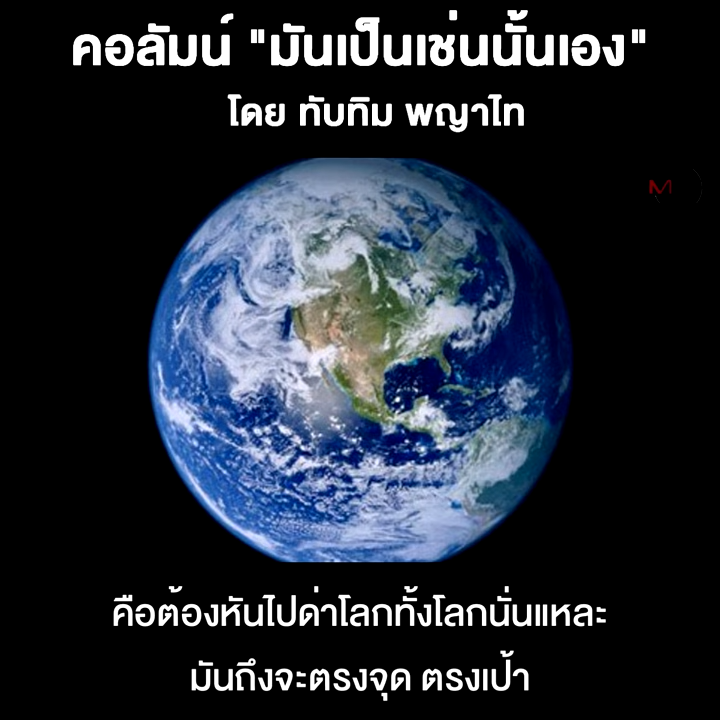 คอลัมน์ "มันเป็นเช่นนั้นเอง"
โดย ทับทิม พญาไท
M
คือต้องหันไปด่าโลกทั้งโลกนั่นแหละ
มันถึงจะตรงจุด ตรงเป้า